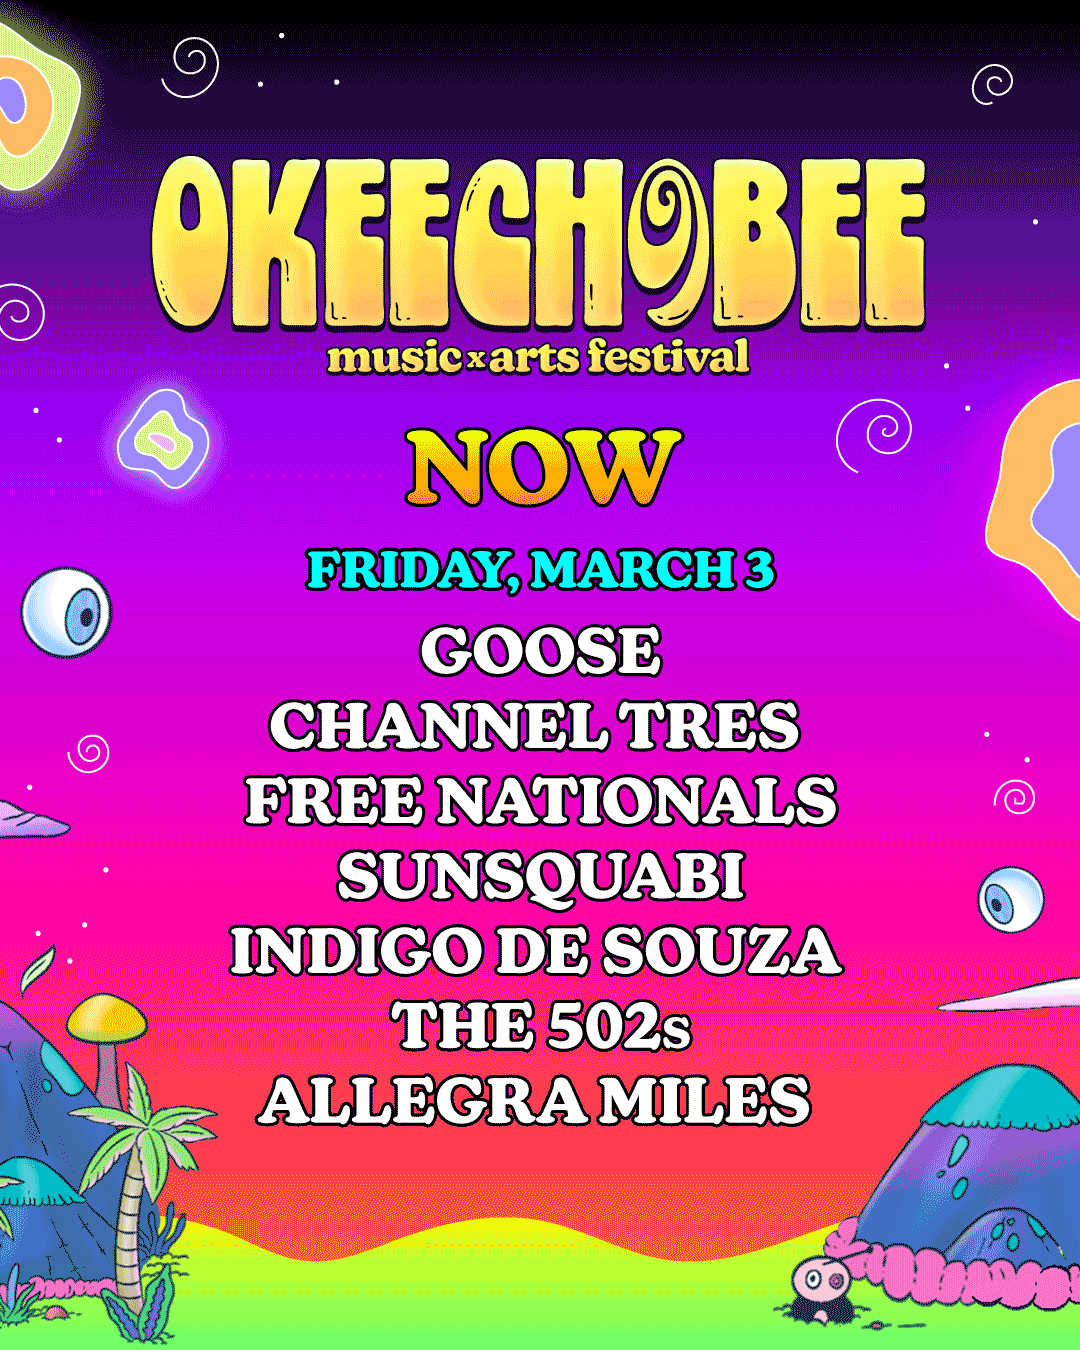 OKEECHOBEE
music x arts festival
NOW
FRIDAY, MARCH 3
GOOSE
CHANNEL TRES
FREE NATIONALS
SUNSQUABI
INDIGO DE SOUZA
THE 502s
ALLEGRA MILES